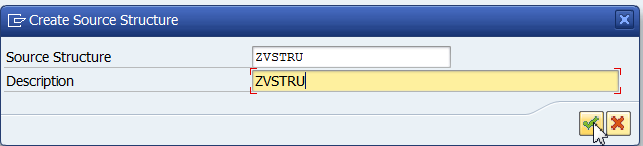 Create Source Structure
Source Structure ZVSTRU
Description ZVSTRU